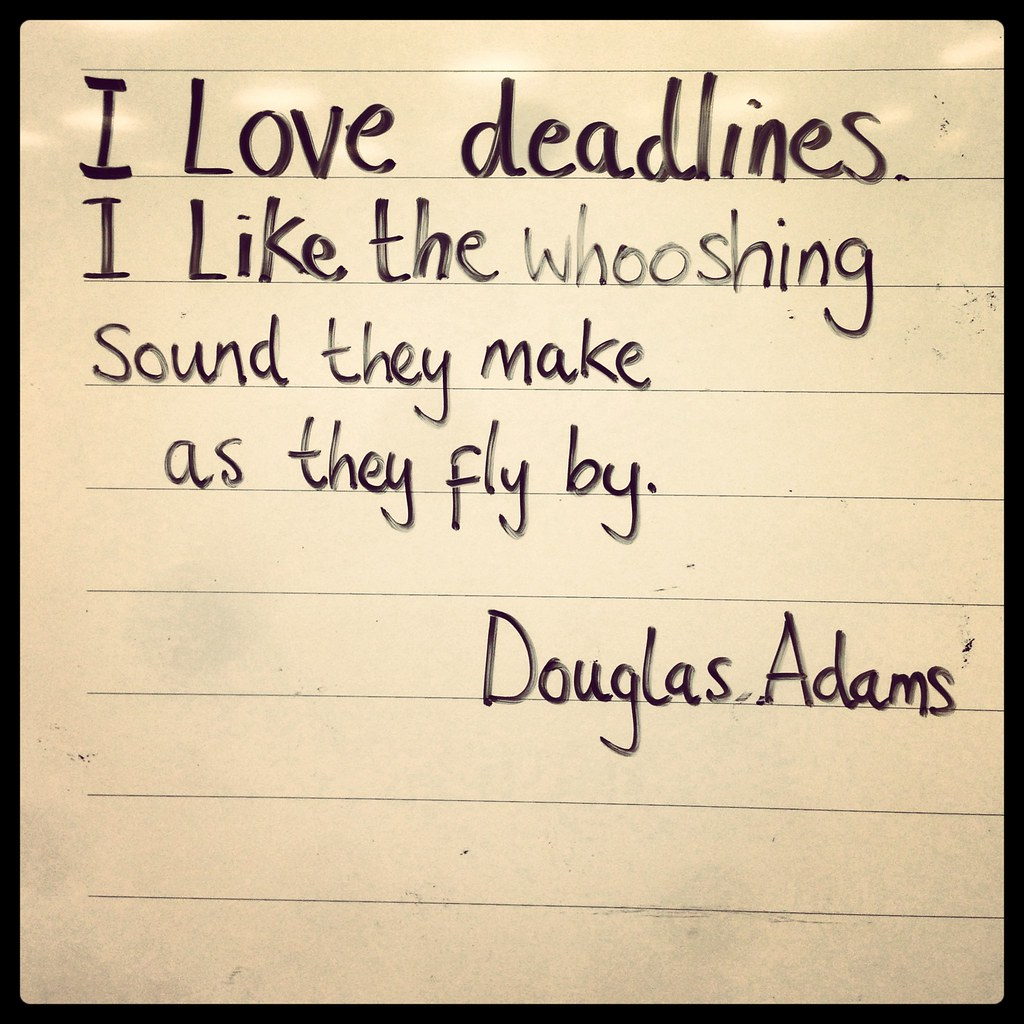 I Love deadlines.
I Like the whooshing
Sound they make
as they fly by.
Douglas Adams